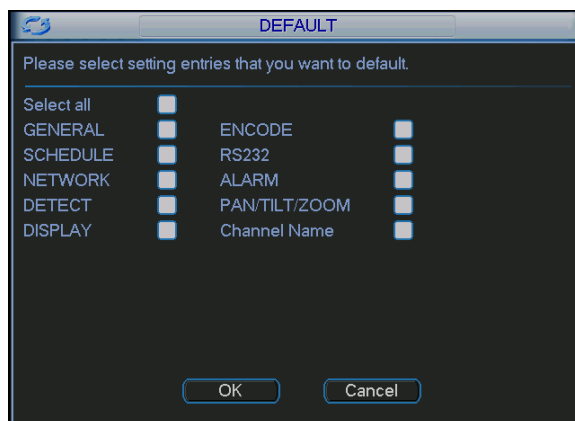 DEFAULT
Please select setting entries that you want to default.
Select all
GENERAL ENCODE
SCHEDULE RS232
NETWORK ALARM
DETECT PAN/TILT/ZOOM
DISPLAY Channel Name
OK Cancel